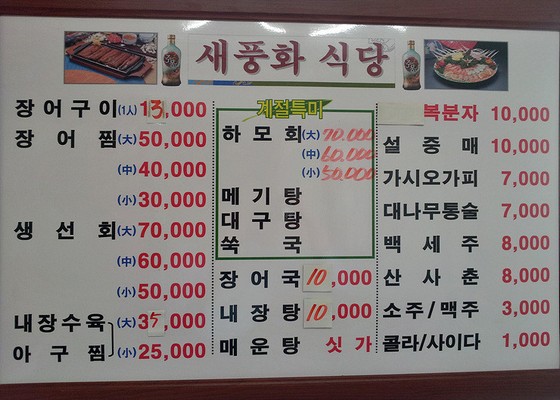 새풍화 식당
장어구이(1人) 13,000
장어찜(大) 50,000
(中) 40,000
(小) 30,000
생선회(大) 70,000
(中) 60,000
(小) 50,000
내장수육(大) 35,000
아구찜(小) 25,000
계절특미
하모회(大) 70.000
(中) 60.000
(小) 50,000
메기탕
대구탕
쑥국
장어국 10,000
내장탕 10,000
매운탕 싯가
복분자 10,000
설중매 10,000
가시오가피 7,000
대나무통술 7,000
백세주 8,000
산사춘 8,000
소주/맥주 3,000
콜라/사이다 1,000